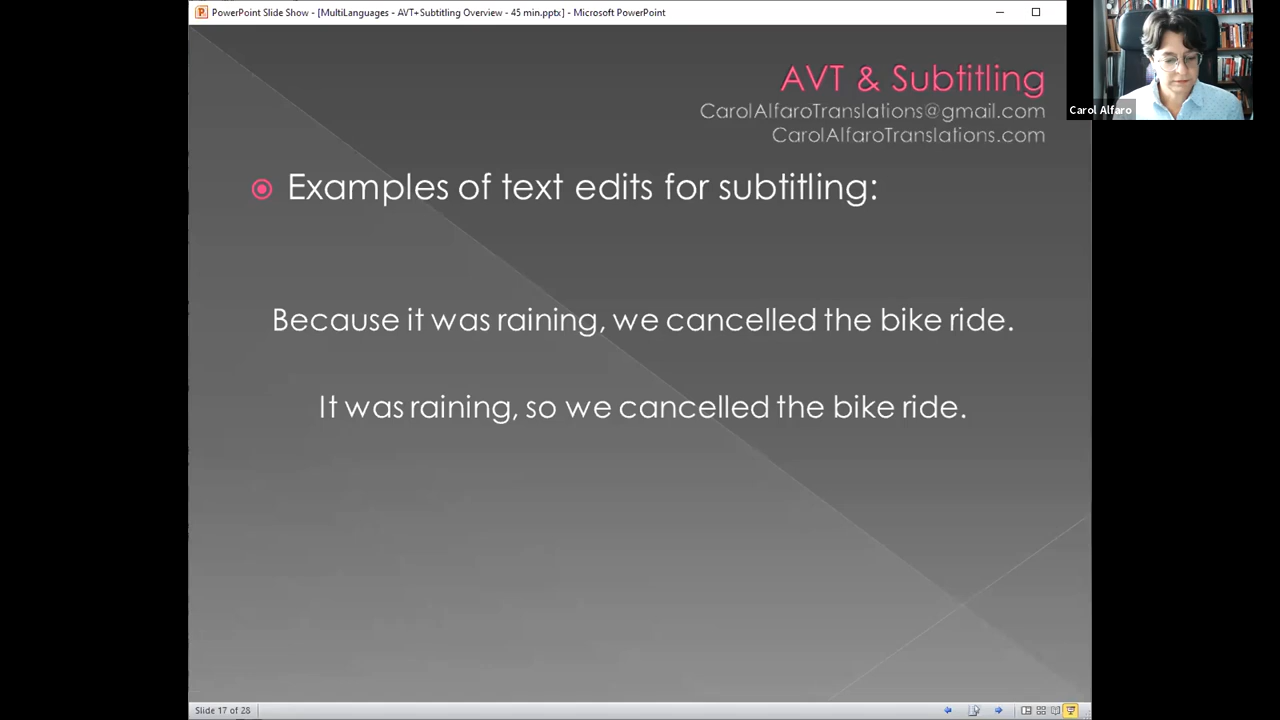 PowerPoint Slide Show - [MultiLanguages - AVT+Subtitling Overview - 45 min.pptx] - Microsoft PowerPoint
AVT & Subtitling
CarolAlfaroTranslations@gmail.com
CarolAlfaroTranslations.com
Carol Alfaro
Examples of text edits for subtitling:
Because it was raining, we cancelled the bike ride.
It was raining, so we cancelled the bike ride.
Slide 17 of 28